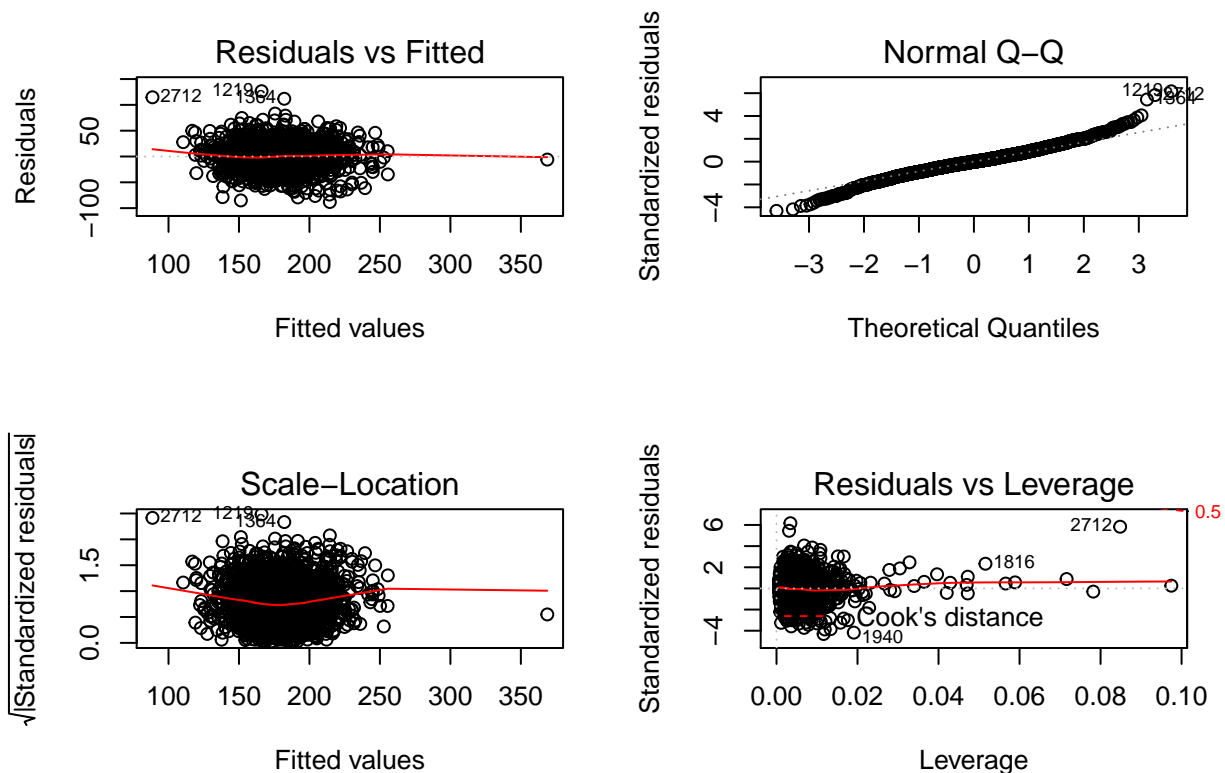 Residuals vs Fitted
Residuals
50
−100
2712
1219
1364
100 150 200 250 300 350
Fitted values
Normal Q−Q
Standardized residuals
4
0
−4
1219
2712
1364
−3 −2 −1 0 1 2 3
Theoretical Quantiles
Scale−Location
√|Standardized residuals|
1.5
0.0
2712
1219
1364
100 150 200 250 300 350
Fitted values
Residuals vs Leverage
Standardized residuals
6
2
−4
0.5
2712
1816
Cook's distance
1940
0.00 0.02 0.04 0.06 0.08 0.10
Leverage